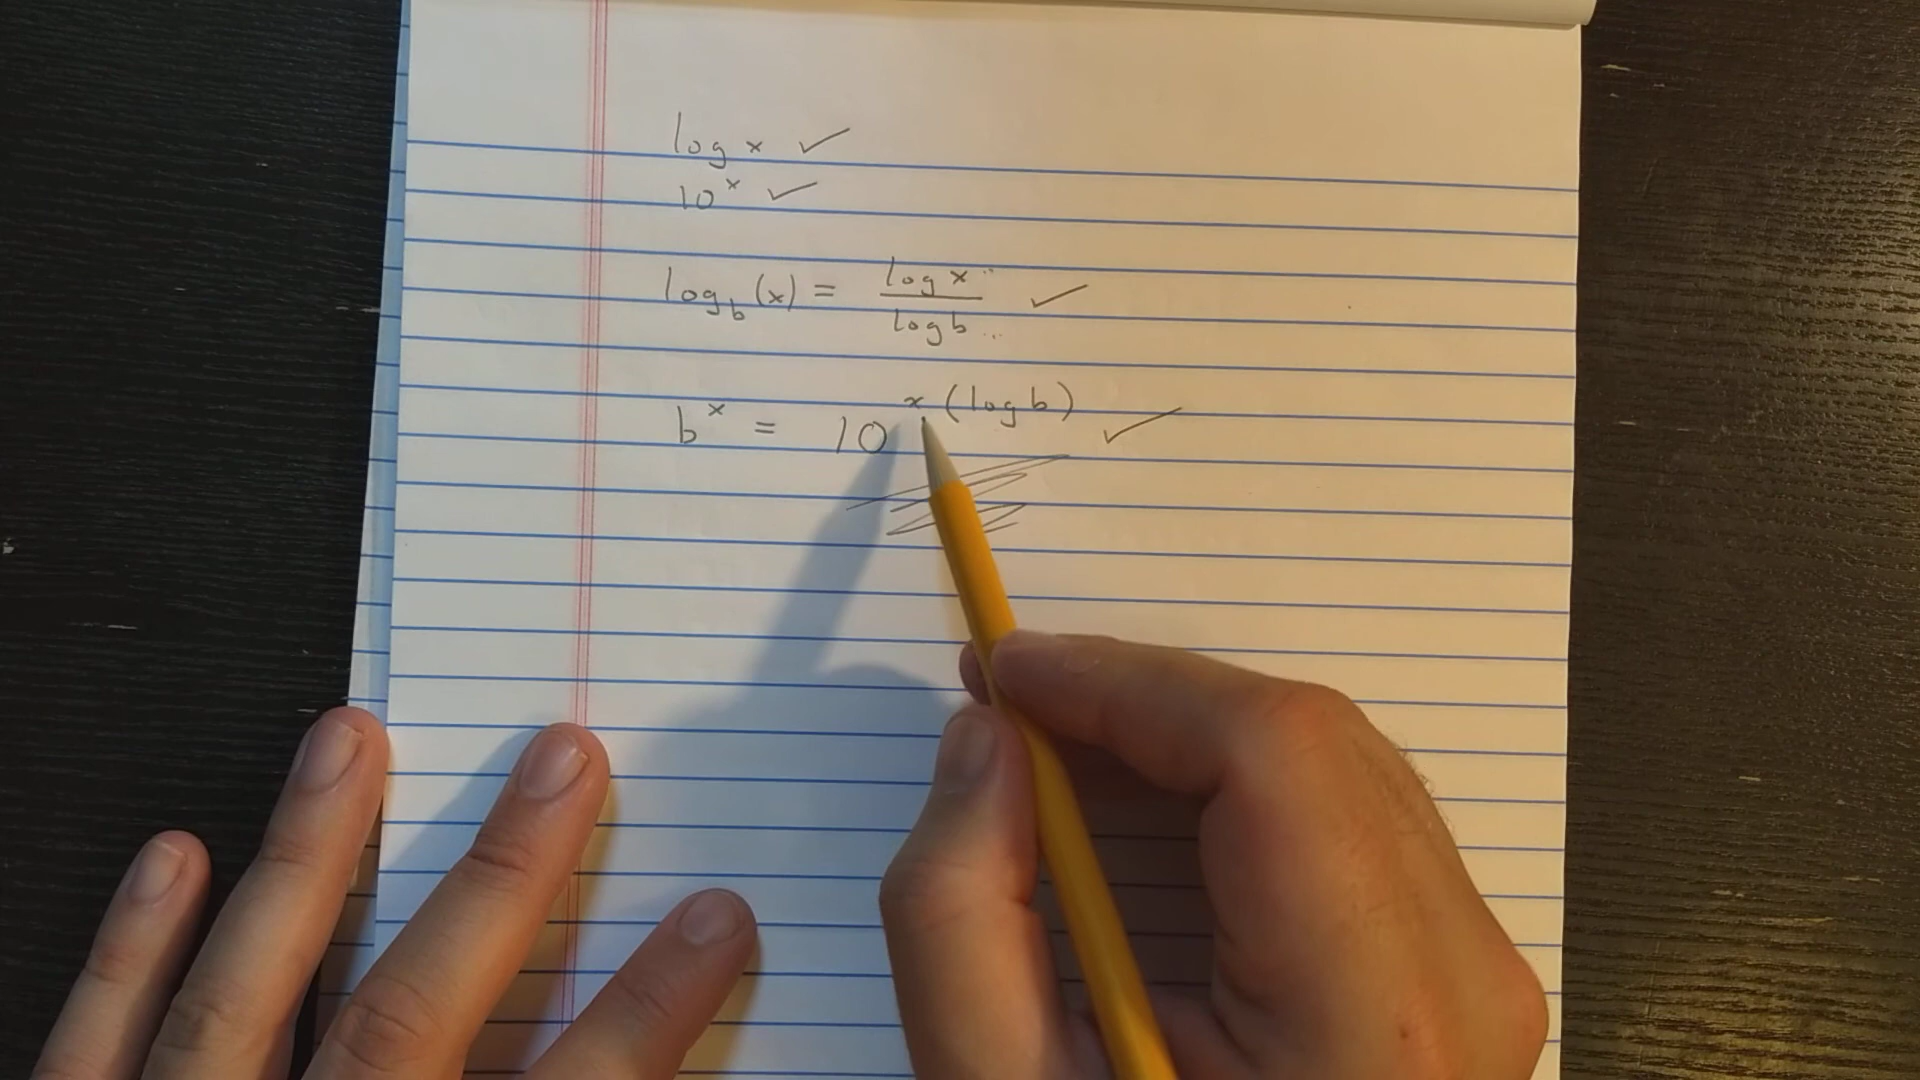 log x ✓
10^x ✓
log_b (x) = log x / log b ✓
b^x = 10^x (log b) ✓